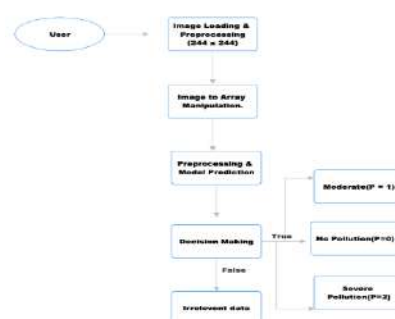 User
Image Loading &
Preprocessing
(244 x 244)
Image to Array
Manipulation.
Preprocessing &
Model Prediction
Moderate(P = 1)
Decision Making
True
No Pollution(P=0)
False
Severe
Pollution(P=2)
Irrelevent data